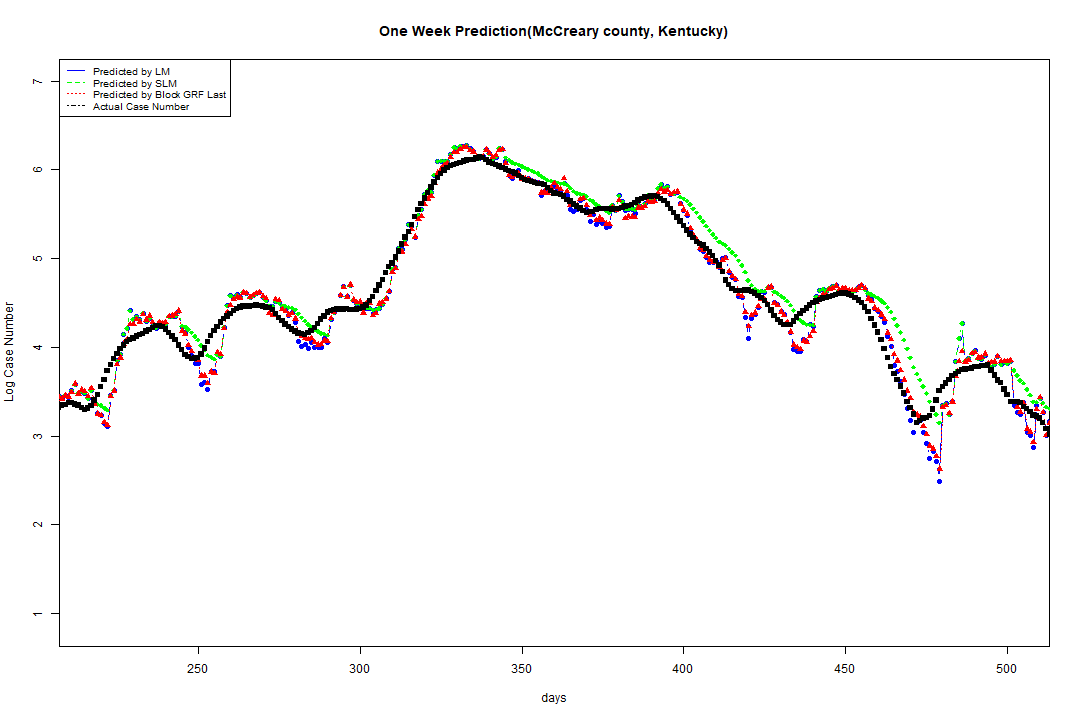 One Week Prediction(McCreary county, Kentucky)
Predicted by LM
Predicted by SLM
Predicted by Block GRF Last
Actual Case Number
Log Case Number
7
6
5
4
3
2
1
250 300 350 400 450 500
days